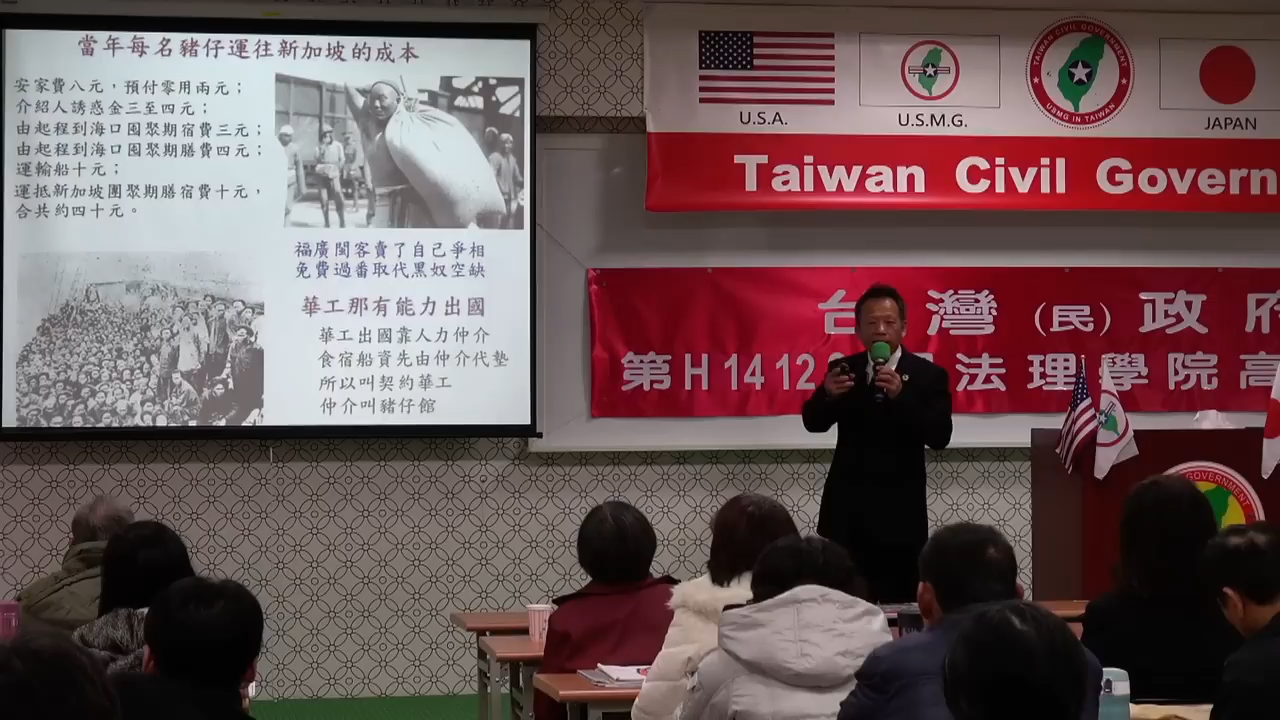 當年每名豬仔運往新加坡的成本
安家費八元，預付零用兩元；
介紹人誘惑金三至四元；
由起程到海口囤聚期宿費三元；
由起程到海口囤聚期膳費四元；
運輸船十元；
運抵新加坡團聚期膳宿費十元，
合共約四十元。
福廣閩客賣了自己爭相
免費過番取代黑奴空缺
華工那有能力出國
華工出國靠人力仲介
食宿船資先由仲介代墊
所以叫契約華工
仲介叫豬仔館
U.S.A.
U.S.M.G.
TAIWAN CIVIL GOVERNMENT
USMG IN TAIWAN
JAPAN
Taiwan Civil Govern
台灣(民)政府
第H1412 法理學院高
GOVERNMENT